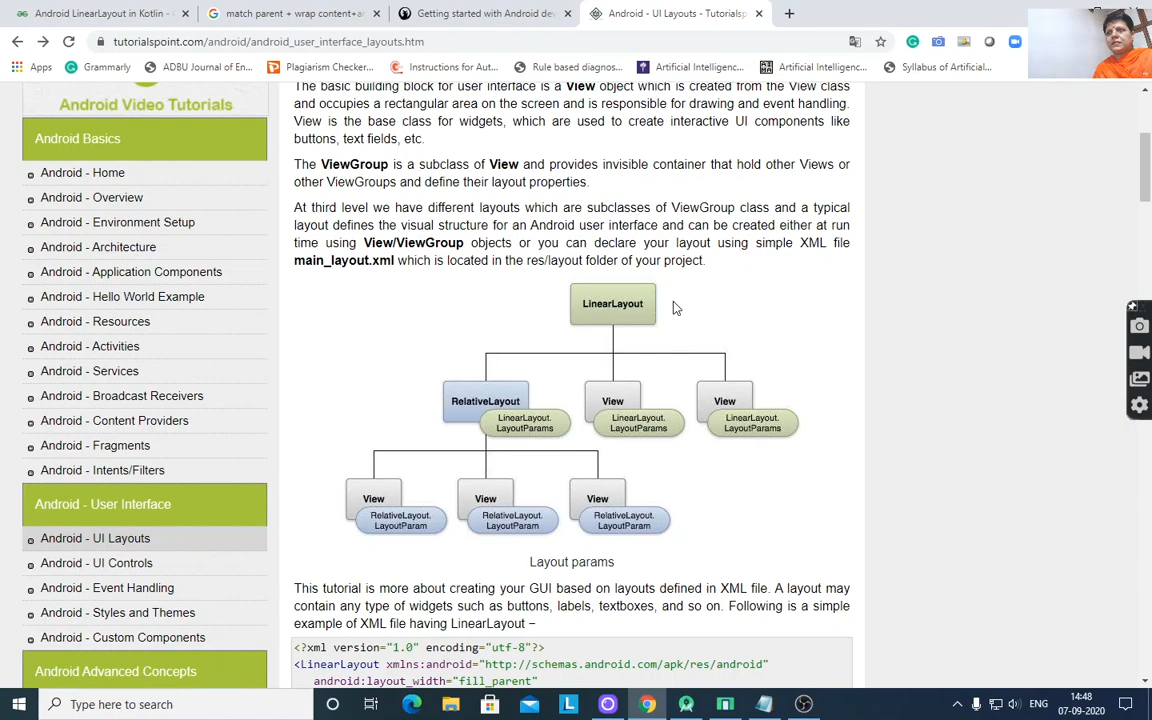 Android LinearLayout in Kotlin -
match parent + wrap content+an
Getting started with Android dev
Android - UI Layouts - Tutorialsp
tutorialspoint.com/android/android_user_interface_layouts.htm
Apps
Grammarly
ADBU Journal of En...
Plagiarism Checker...
Instructions for Aut...
Rule based diagnos...
Artificial Intelligenc...
Artificial Intelligenc...
Syllabus of Artificial...
Android Video Tutorials
Android Basics
Android - Home
Android - Overview
Android - Environment Setup
Android - Architecture
Android - Application Components
Android - Hello World Example
Android - Resources
Android - Activities
Android - Services
Android - Broadcast Receivers
Android - Content Providers
Android - Fragments
Android - Intents/Filters
Android - User Interface
Android - UI Layouts
Android - UI Controls
Android - Event Handling
Android - Styles and Themes
Android - Custom Components
Android Advanced Concepts
The basic building block for user interface is a View object which is created from the View class
and occupies a rectangular area on the screen and is responsible for drawing and event handling.
View is the base class for widgets, which are used to create interactive UI components like
buttons, text fields, etc.
The ViewGroup is a subclass of View and provides invisible container that hold other Views or
other ViewGroups and define their layout properties.
At third level we have different layouts which are subclasses of ViewGroup class and a typical
layout defines the visual structure for an Android user interface and can be created either at run
time using View/ViewGroup objects or you can declare your layout using simple XML file
main_layout.xml which is located in the res/layout folder of your project.
LinearLayout
RelativeLayout
LinearLayout.
LayoutParams
View
LinearLayout.
LayoutParams
View
LinearLayout.
LayoutParams
View
RelativeLayout.
LayoutParam
View
RelativeLayout.
LayoutParam
View
RelativeLayout.
LayoutParam
Layout params
This tutorial is more about creating your GUI based on layouts defined in XML file. A layout may
contain any type of widgets such as buttons, labels, textboxes, and so on. Following is a simple
example of XML file having LinearLayout −
<?xml version="1.0" encoding="utf-8"?>
<LinearLayout xmlns:android="http://schemas.android.com/apk/res/android"
android:layout_width="fill_parent"
Type here to search
ENG
14:48
07-09-2020